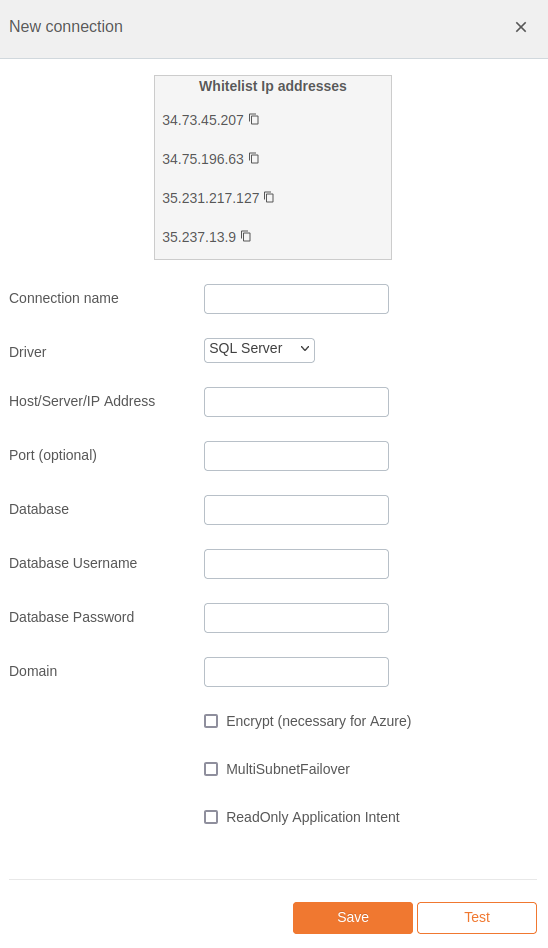 New connection
Whitelist Ip addresses
34.73.45.207
34.75.196.63
35.231.217.127
35.237.13.9
Connection name
Driver
SQL Server
Host/Server/IP Address
Port (optional)
Database
Database Username
Database Password
Domain
Encrypt (necessary for Azure)
MultiSubnetFailover
ReadOnly Application Intent
Save
Test